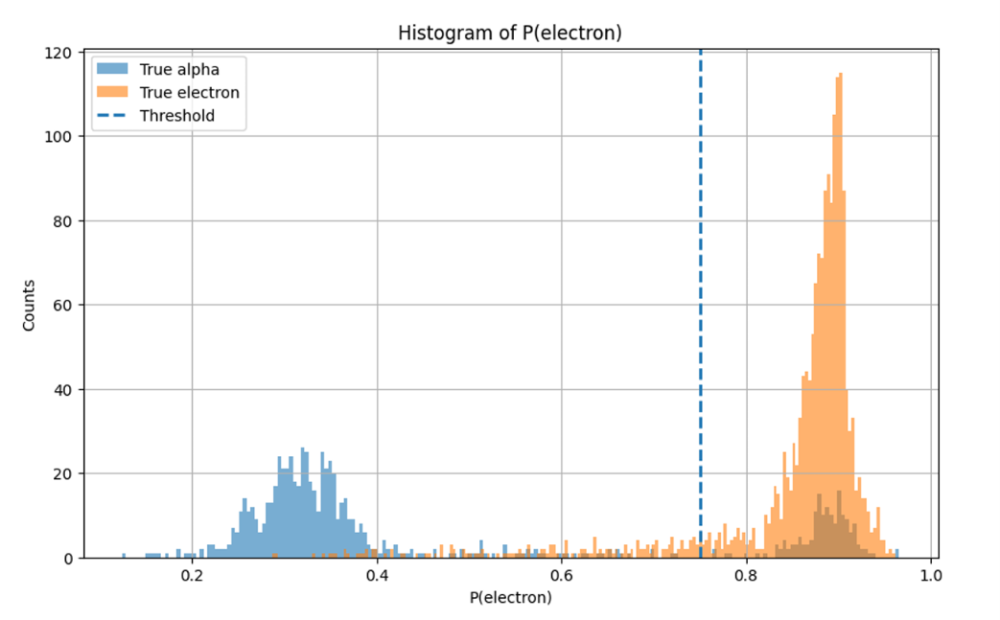 Histogram of P(electron)
True alpha
True electron
Threshold
120
100
80
60
40
20
0
Counts
0.2 0.4 0.6 0.8 1.0
P(electron)